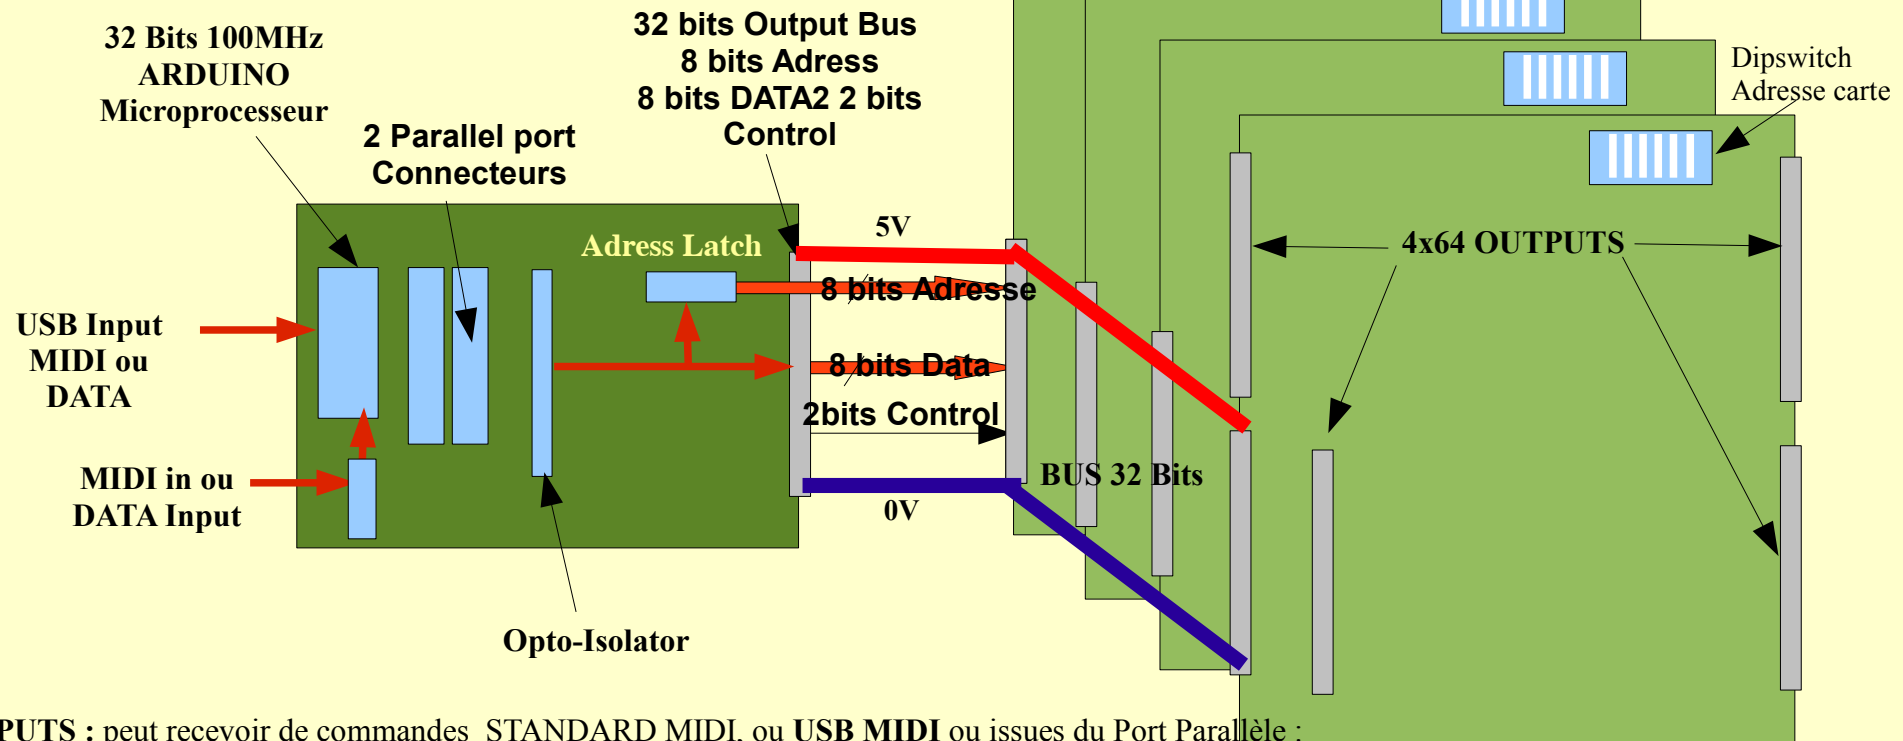 32 Bits 100MHz
ARDUINO
Microprocesseur
2 Parallel port
Connecteurs
32 bits Output Bus
8 bits Adress
8 bits DATA2 2 bits
Control
Dipswitch
Adresse carte
Adress Latch
5V
4x64 OUTPUTS
8 bits Adresse
USB Input
MIDI ou
DATA
8 bits Data
2bits Control
MIDI in ou
DATA Input
BUS 32 Bits
0V
Opto-Isolator
PUTS : peut recevoir de commandes STANDARD MIDI, ou USB MIDI ou issues du Port Parallèle :